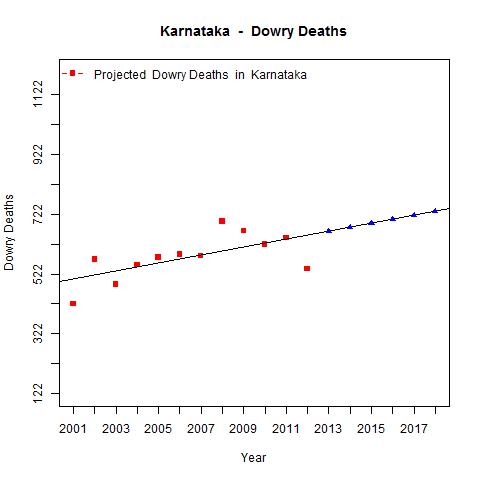 Karnataka - Dowry Deaths
Projected Dowry Deaths in Karnataka
1122
922
722
522
322
122
Dowry Deaths
2001 2003 2005 2007 2009 2011 2013 2015 2017
Year